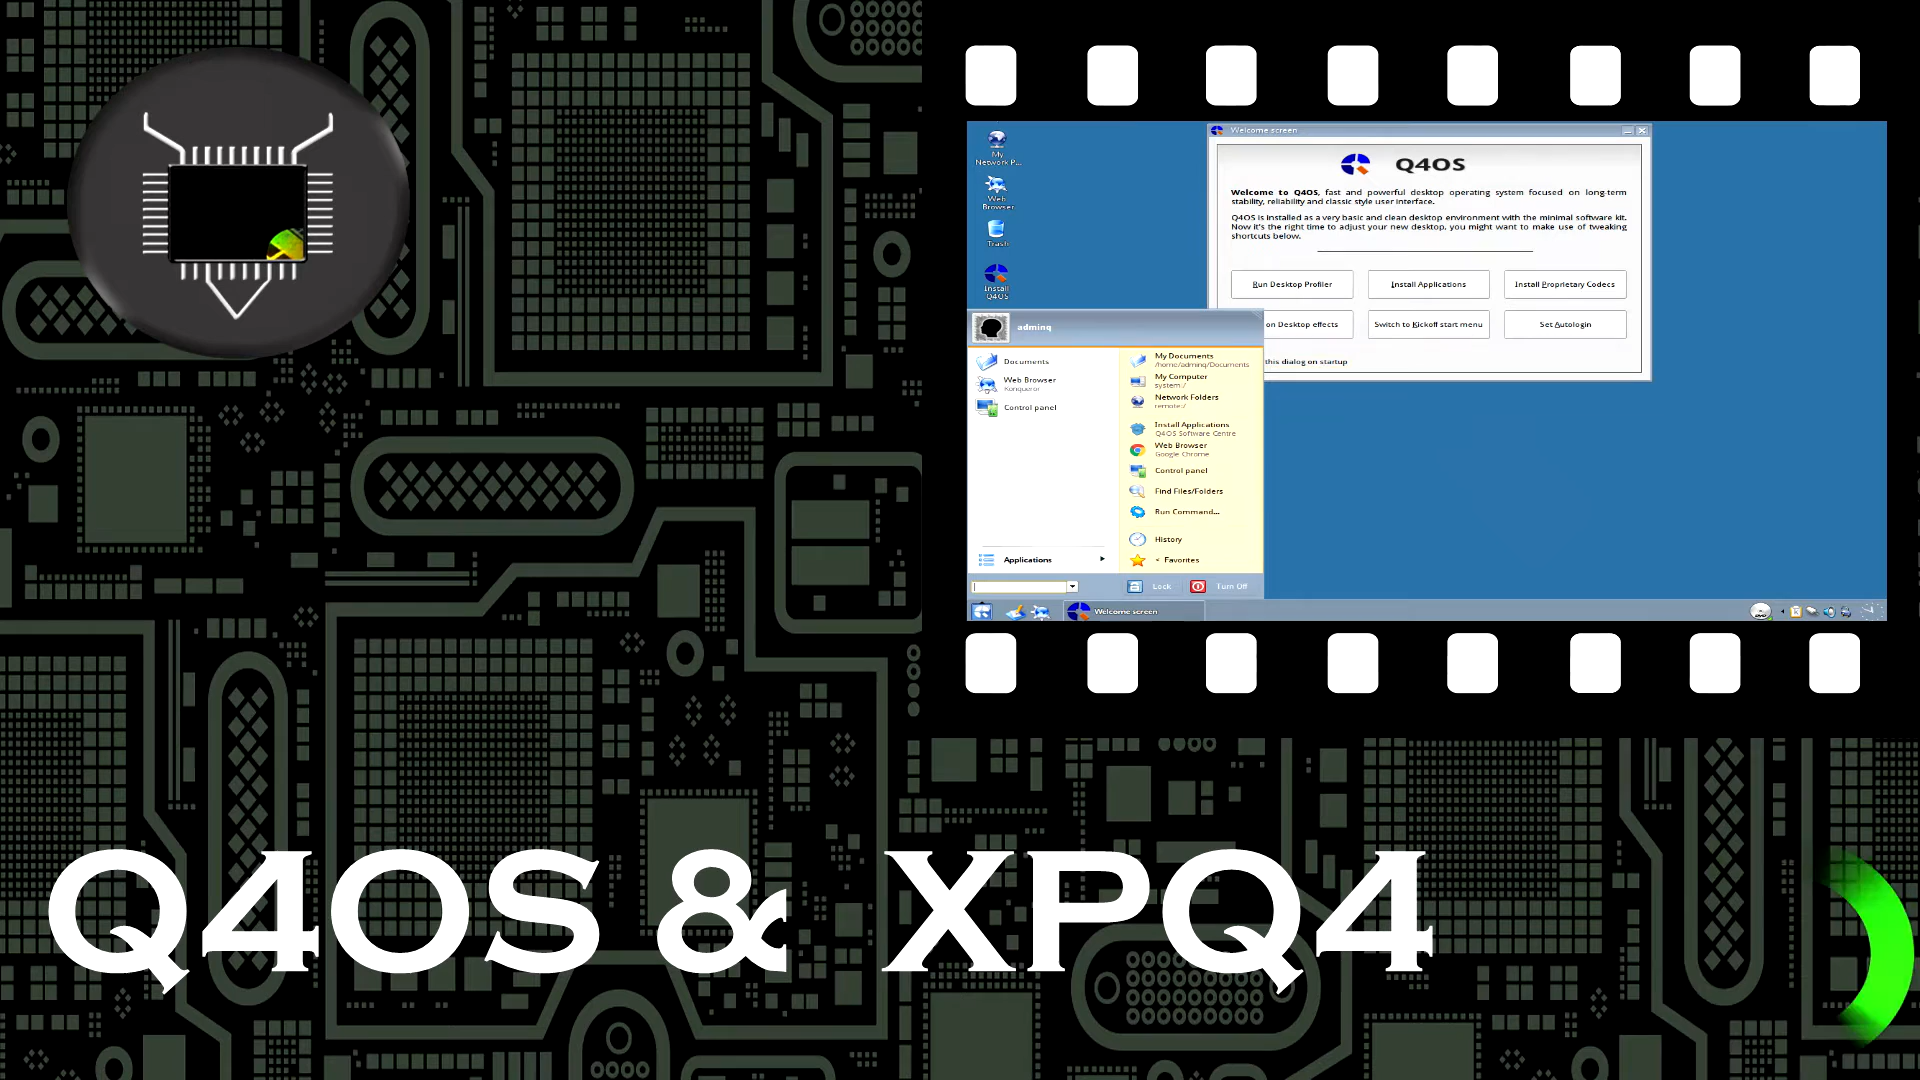 My
Network P...
Web
Browser
Trash
Install
Q4OS
Welcome screen
Q4OS
Welcome to Q4OS, fast and powerful desktop operating system focused on long-term
stability, reliability and classic style user interface.
Q4OS is installed as a very basic and clean desktop environment with the minimal software kit.
Now it's the right time to adjust your new desktop, you might want to make use of tweaking
shortcuts below.
Run Desktop Profiler
Install Applications
Install Proprietary Codecs
on Desktop effects
Switch to Kickoff start menu
Set Autologin
this dialog on startup
adminq
Documents
Web Browser
Konqueror
Control panel
Applications
My Documents
/home/adminq/Documents
My Computer
system:/
Network Folders
remote:/
Install Applications
Q4OS Software Centre
Web Browser
Google Chrome
Control panel
Find Files/Folders
Run Command...
History
< Favorites
Lock
Turn Off
Welcome screen
Q4OS & XPQ4